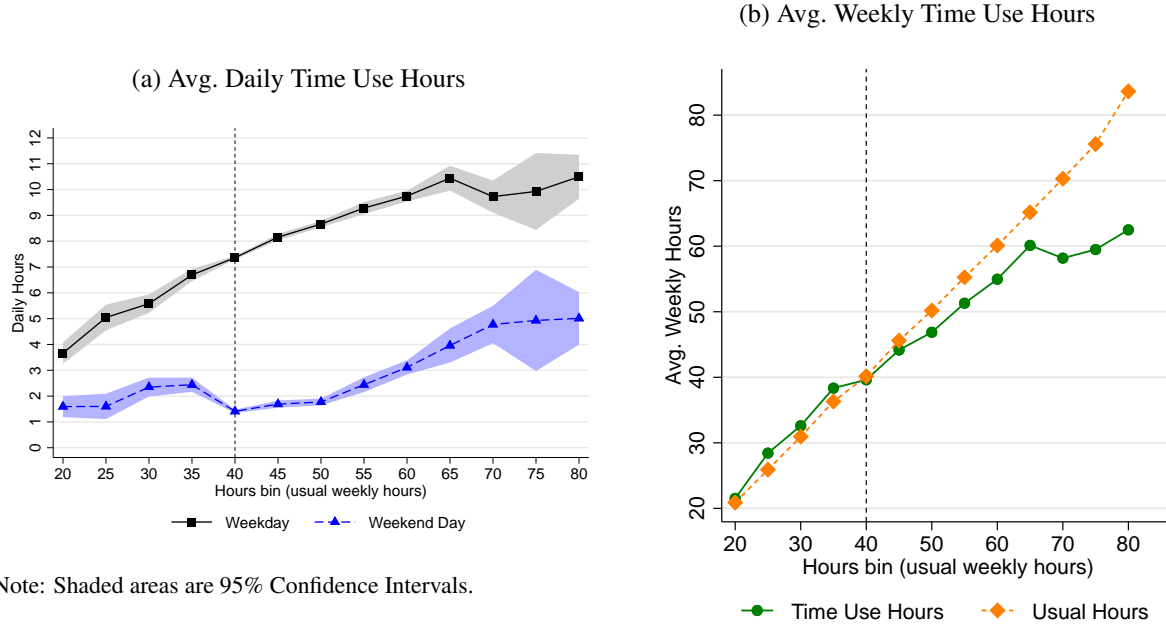 (a) Avg. Daily Time Use Hours
12
11
10
9
8
7
6
5
4
3
2
1
0
Daily Hours
20 25 30 35 40 45 50 55 60 65 70 75 80
Hours bin (usual weekly hours)
Weekday Weekend Day
Note: Shaded areas are 95% Confidence Intervals.
(b) Avg. Weekly Time Use Hours
80
70
60
50
40
30
20
Avg. Weekly Hours
20 30 40 50 60 70 80
Hours bin (usual weekly hours)
Time Use Hours Usual Hours